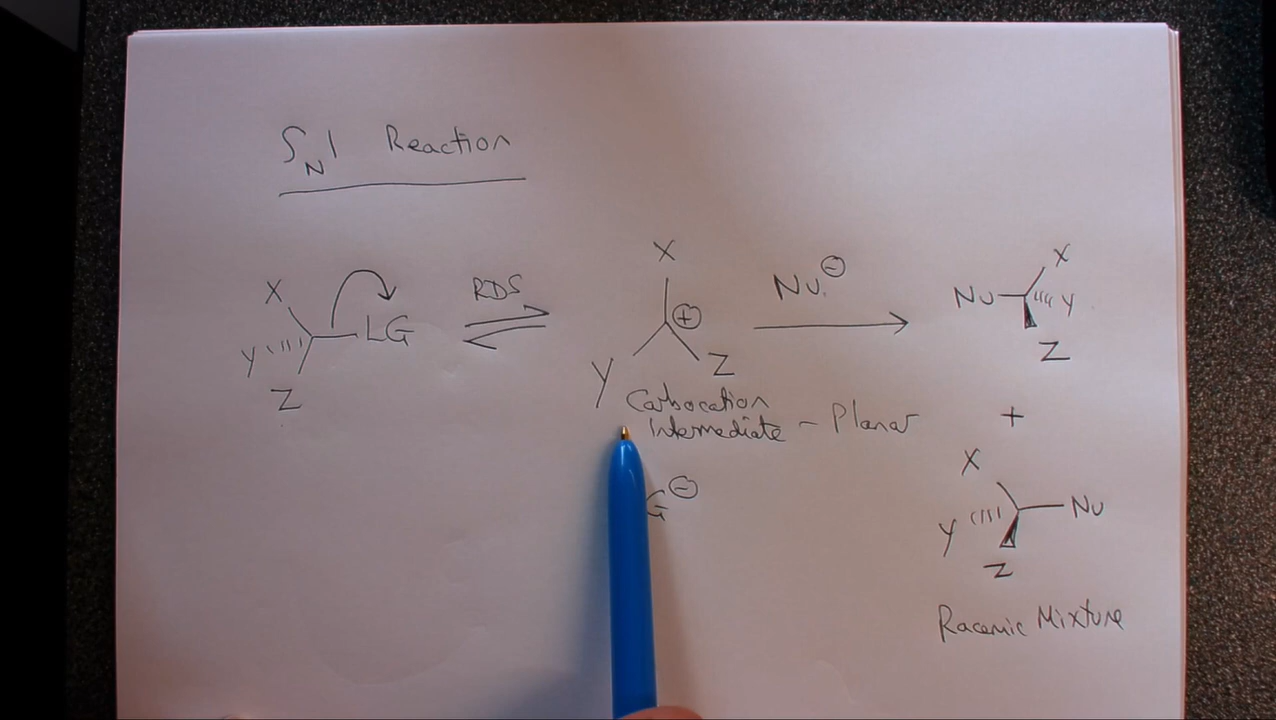 SN1 Reaction
X
Y
Z
LG
RDS
X
+
Y
Z
Carbocation
Intermediate - Planar
G -
Nu: -
Nu
X
Y
Z
+
X
Y
Z
Nu
Racemic Mixture